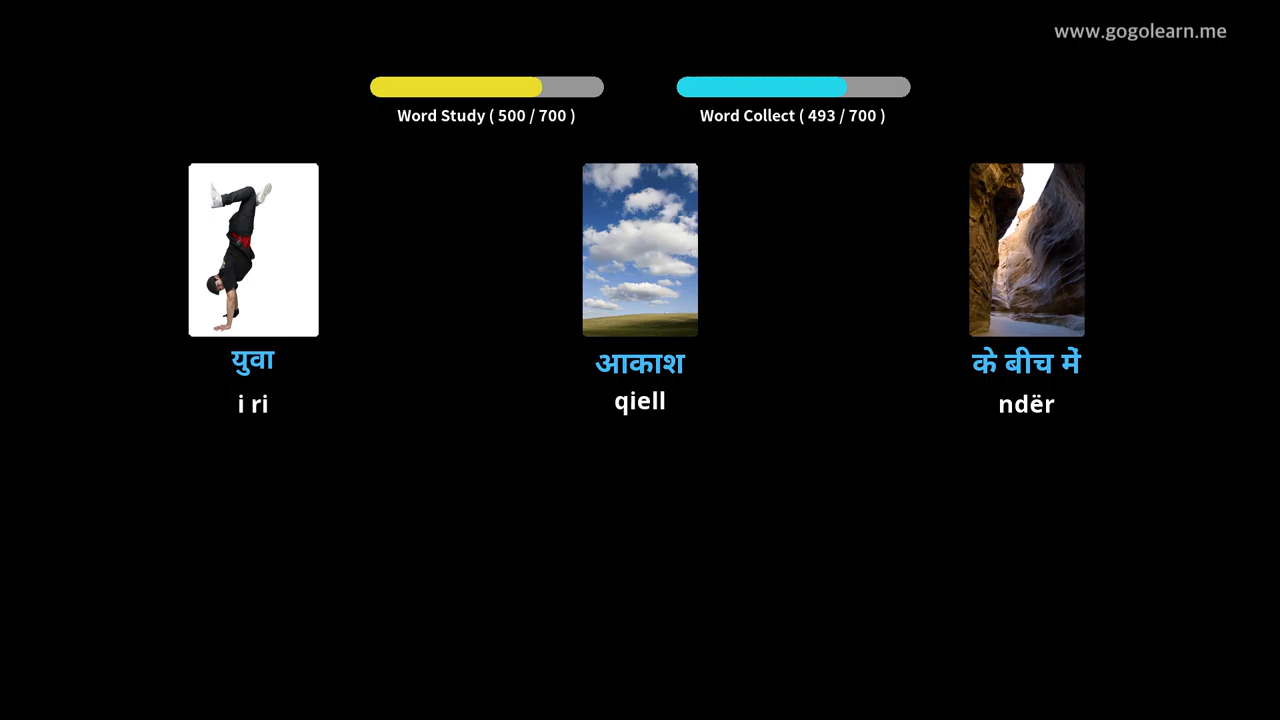 www.gogolearn.me
Word Study ( 500 / 700 )
Word Collect ( 493 / 700 )
युवा
i ri
आकाश
qiell
के बीच में
ndër